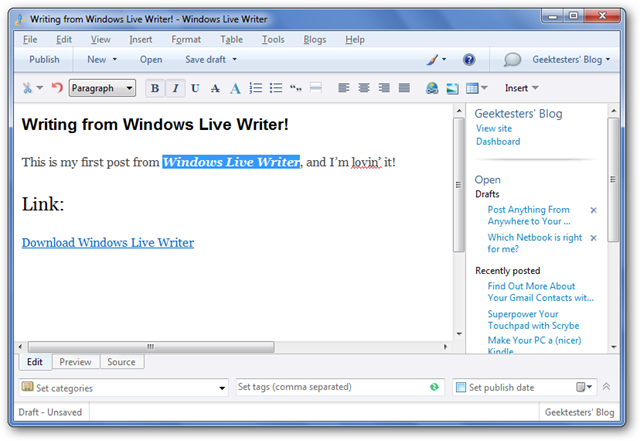 Writing from Windows Live Writer! - Windows Live Writer
File Edit View Insert Format Table Tools Blogs Help
Publish New Open Save draft Geektesters' Blog
Paragraph B I U A A Insert
Writing from Windows Live Writer!
This is my first post from Windows Live Writer, and I'm lovin' it!
Link:
Download Windows Live Writer
Geektesters' Blog
View site
Dashboard
Open
Drafts
Post Anything From
Anywhere to Your ...
Which Netbook is right
for me?
Recently posted
Find Out More About
Your Gmail Contacts wit...
Superpower Your
Touchpad with Scrybe
Make Your PC a (nicer)
Kindle
Edit Preview Source
Set categories Set tags (comma separated) Set publish date
Draft - Unsaved Geektesters' Blog